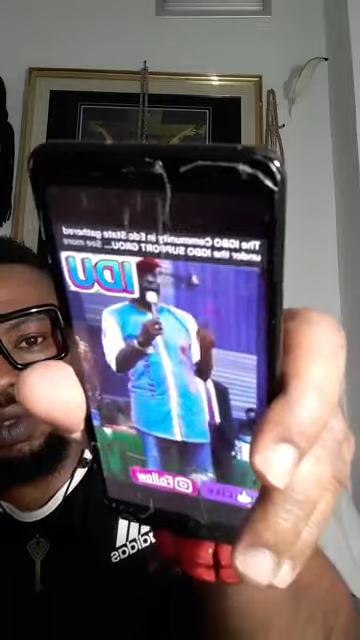 The IGBO Community in Edo State gathered
under the IGBO SUPPORT GROU... See more
IDU
Follow
Like
adidas